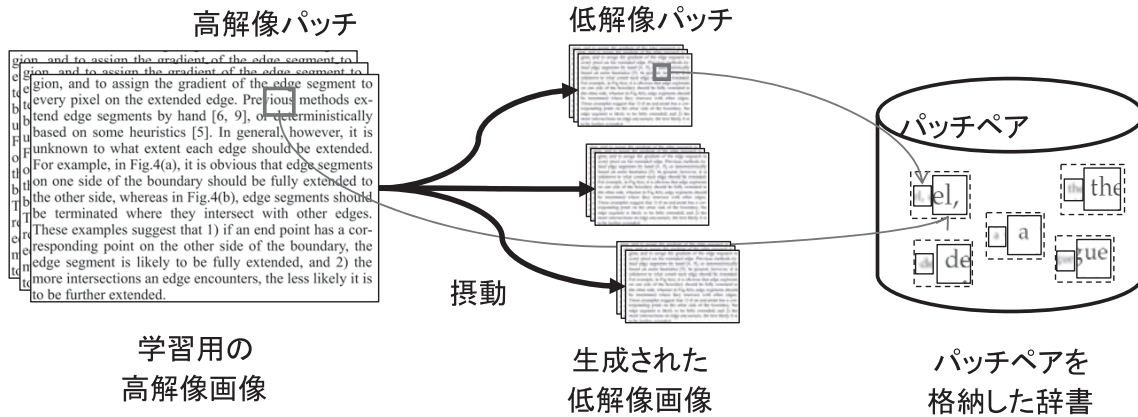 高解像パッチ
低解像パッチ
gion, and to assign the gradient of the edge segment to
every pixel on the extended edge. Previous methods ex-
tend edge segments by hand [6, 9], or deterministically
based on some heuristics [5]. In general, however, it is
unknown to what extent each edge should be extended.
For example, in Fig.4(a), it is obvious that edge segments
on one side of the boundary should be fully extended to
the other side, whereas in Fig.4(b), edge segments should
be terminated where they intersect with other edges.
These examples suggest that 1) if an end point has a cor-
responding point on the other side of the boundary, the
edge segment is likely to be fully extended, and 2) the
more intersections an edge encounters, the less likely it is
to be further extended.
摂動
パッチペア
el,
the
a
de
gue
学習用の
高解像画像
生成された
低解像画像
パッチペアを
格納した辞書